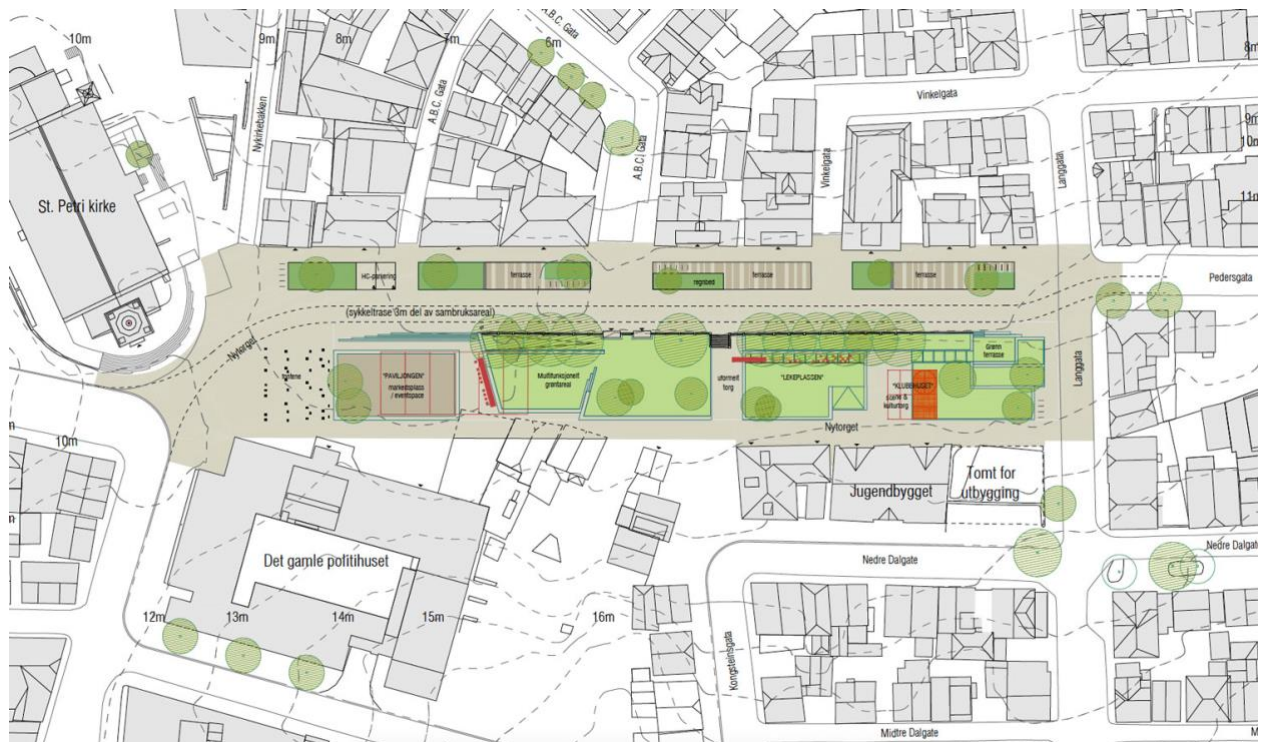 10m
9m
8m
7m
6m
A.B.C. Gata
A.B.C. Gata
A.B.C. Gata
Nykirkebakken
Vinkelgata
Vinkelgata
Langgata
8m
9m
10m
11m
St. Petri kirke
HC-parkering
terrasse
regnbed
terrasse
terrasse
Pedersgata
(sykkeltrase 3m del av sambruksareal)
Nytorget
"PAVILJONGEN"
markedsplass
/ eventspace
Multifunksjonelt
grøntareal
uformelt
torg
"LEKEPLASSEN"
"KLUBBHUSET"
kulturtorg
Grønn
terrasse
Langgata
Nytorget
10m
Jugendbygget
Tomt for
utbygging
Det gamle politihuset
Nedre Dalgate
Nedre Dalgate
12m
13m
14m
15m
16m
Kongsteinsgata
Midtre Dalgate